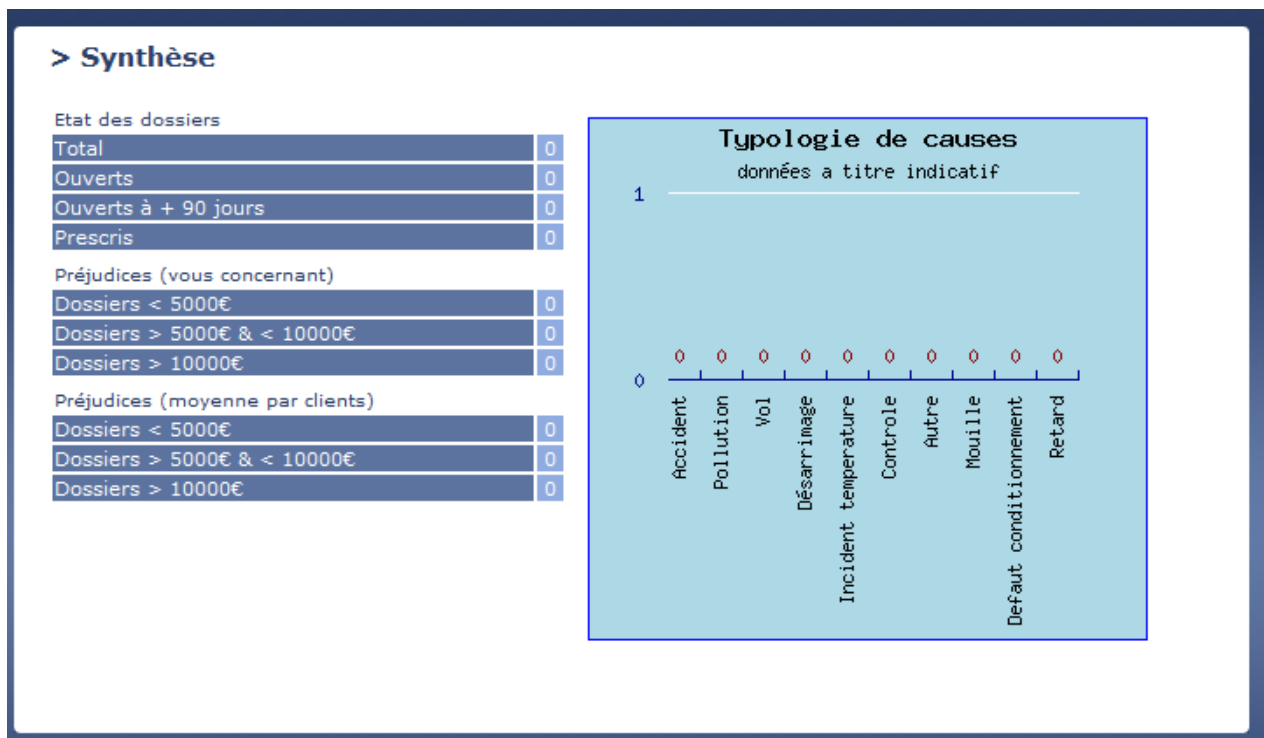 > Synthèse
Etat des dossiers
Total 0
Ouverts 0
Ouverts à + 90 jours 0
Prescris 0
Préjudices (vous concernant)
Dossiers < 5000€ 0
Dossiers > 5000€ & < 10000€ 0
Dossiers > 10000€ 0
Préjudices (moyenne par clients)
Dossiers < 5000€ 0
Dossiers > 5000€ & < 10000€ 0
Dossiers > 10000€ 0
Typologie de causes
données a titre indicatif
1
0 0 0 0 0 0 0 0 0 0
0
Accident
Pollution
Vol
Désarrimage
Incident temperature
Controle
Autre
Mouille
Defaut conditionnement
Retard